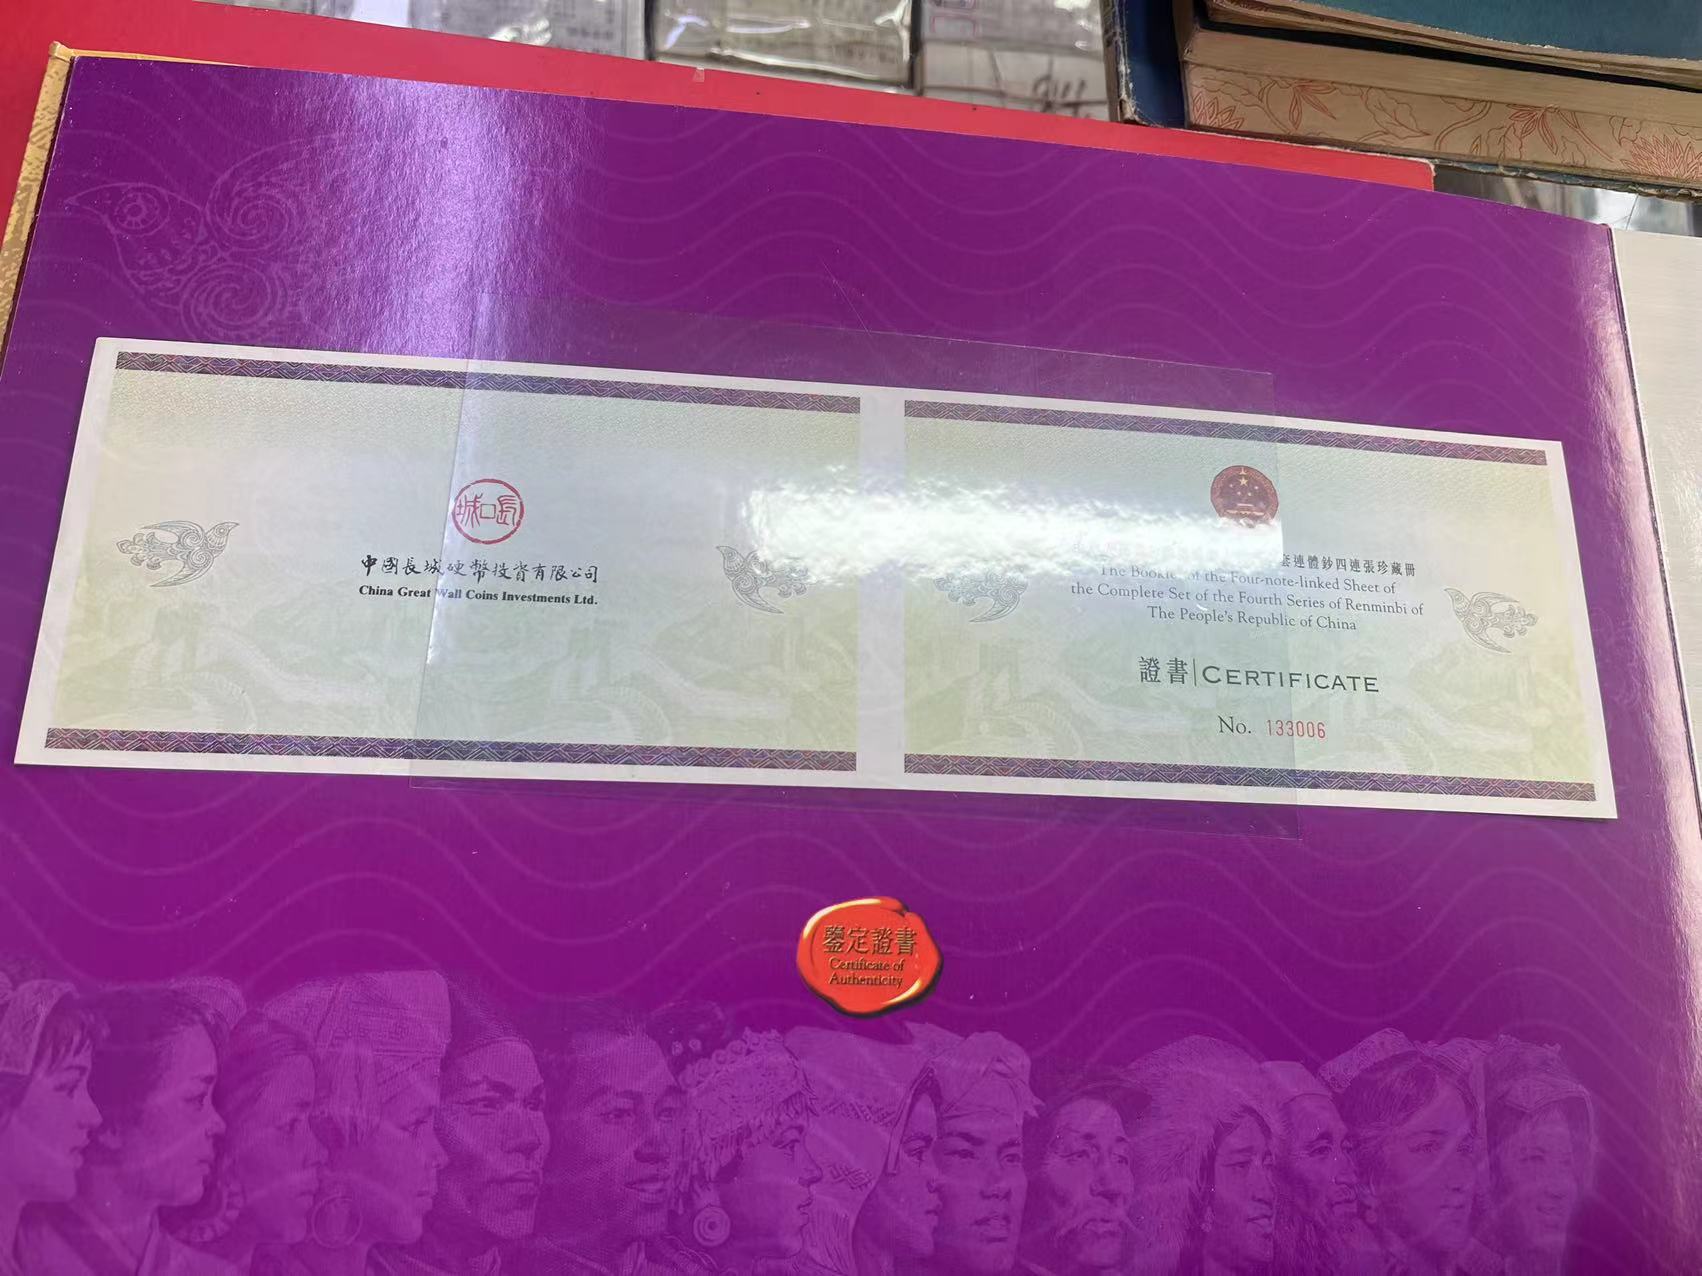 長城
中國長城硬幣投資有限公司
China Great Wall Coins Investments Ltd.
套連體鈔四連張珍藏冊
The Booklet of the Four-note-linked Sheet of
the Complete Set of the Fourth Series of Renminbi of
The People's Republic of China
證書 | CERTIFICATE
No. 133006
鑒定證書
Certificate of
Authenticity